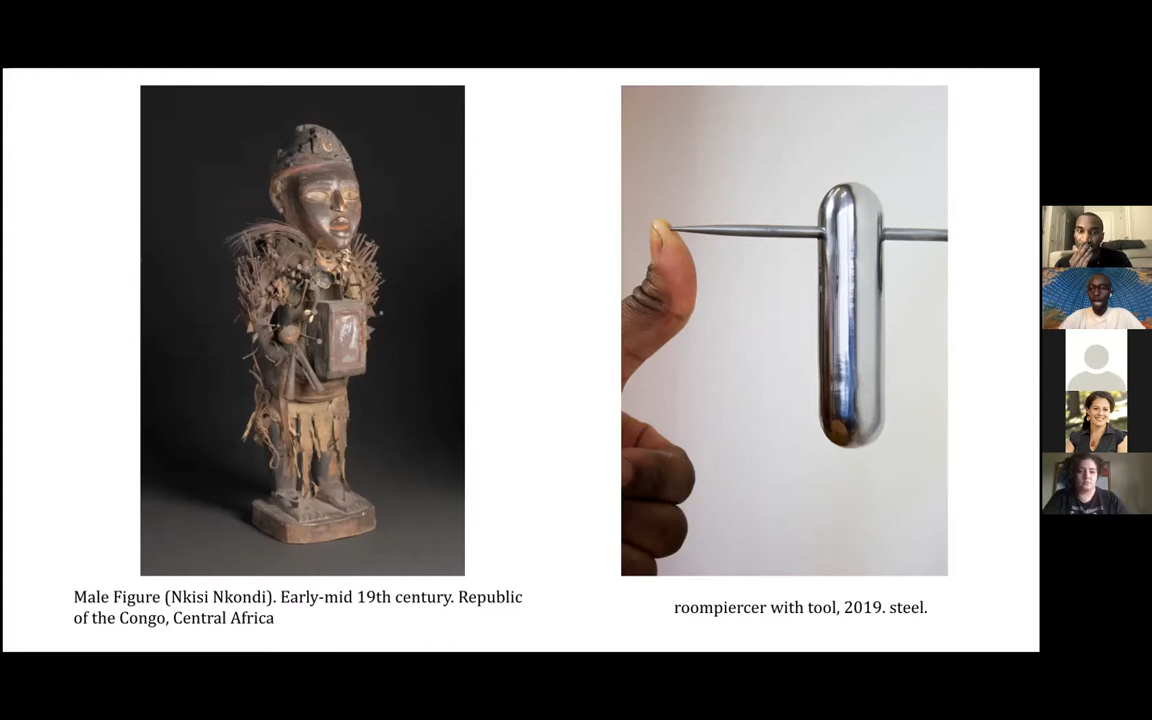 Male Figure (Nkisi Nkondi). Early-mid 19th century. Republic
of the Congo, Central Africa
roompiercer with tool, 2019. steel.